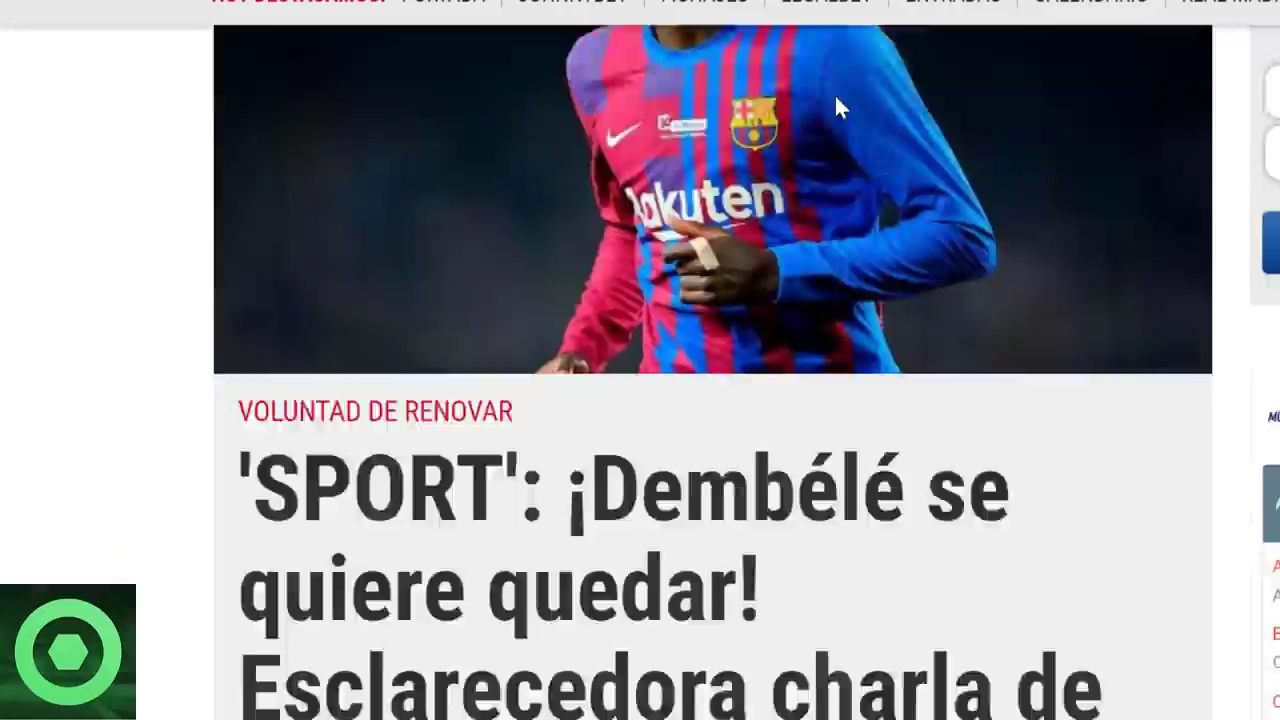 Rakuten
VOLUNTAD DE RENOVAR
'SPORT': ¡Dembélé se
quiere quedar!
Esclarecedora charla de